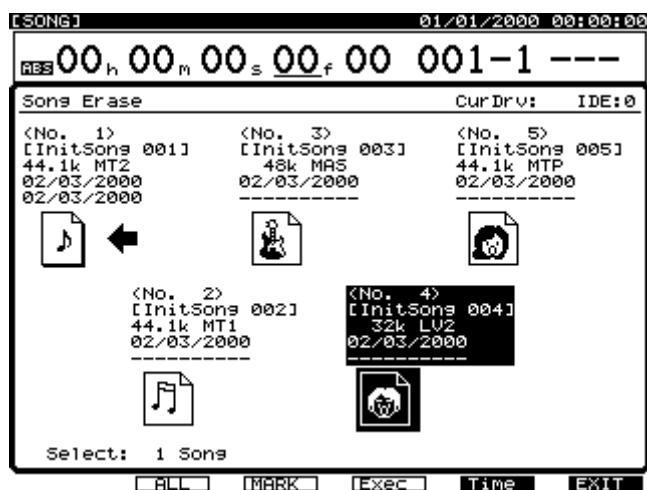 [SONG] 01/01/2000 00:00:00
ABS 00h 00m 00s 00f 00 001-1 ---
Song Erase CurDrv: IDE:0
(No. 1)
[InitSong 001]
44.1k MT2
02/03/2000
02/03/2000
(No. 3)
[InitSong 003]
48k MAS
02/03/2000
----------
(No. 5)
[InitSong 005]
44.1k MTP
02/03/2000
----------
(No. 2)
[InitSong 002]
44.1k MT1
02/03/2000
----------
(No. 4)
[InitSong 004]
32k LV2
02/03/2000
----------
Select: 1 Song
ALL MARK Exec Time EXIT